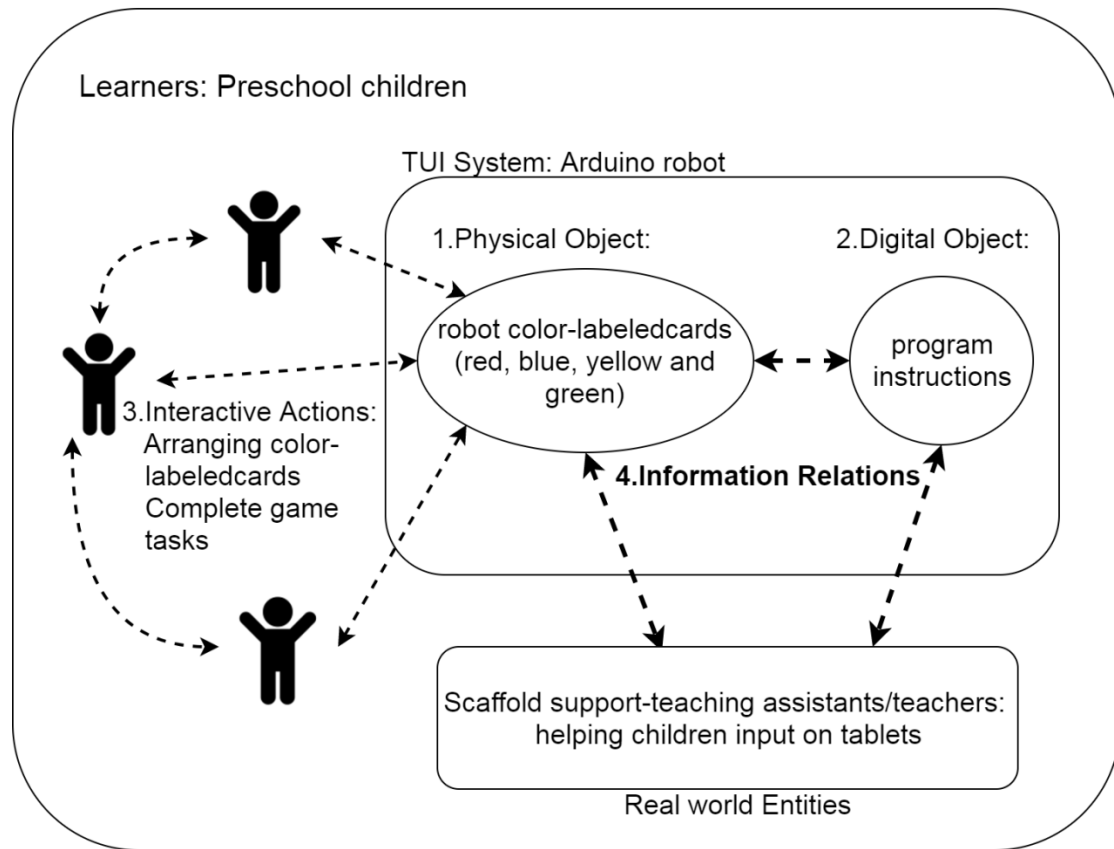 Learners: Preschool children
TUI System: Arduino robot
1.Physical Object:
2.Digital Object:
robot color-labeledcards
(red, blue, yellow and
green)
program
instructions
3.Interactive Actions:
Arranging color-
labeledcards
Complete game
tasks
4.Information Relations
Scaffold support-teaching assistants/teachers:
helping children input on tablets
Real world Entities